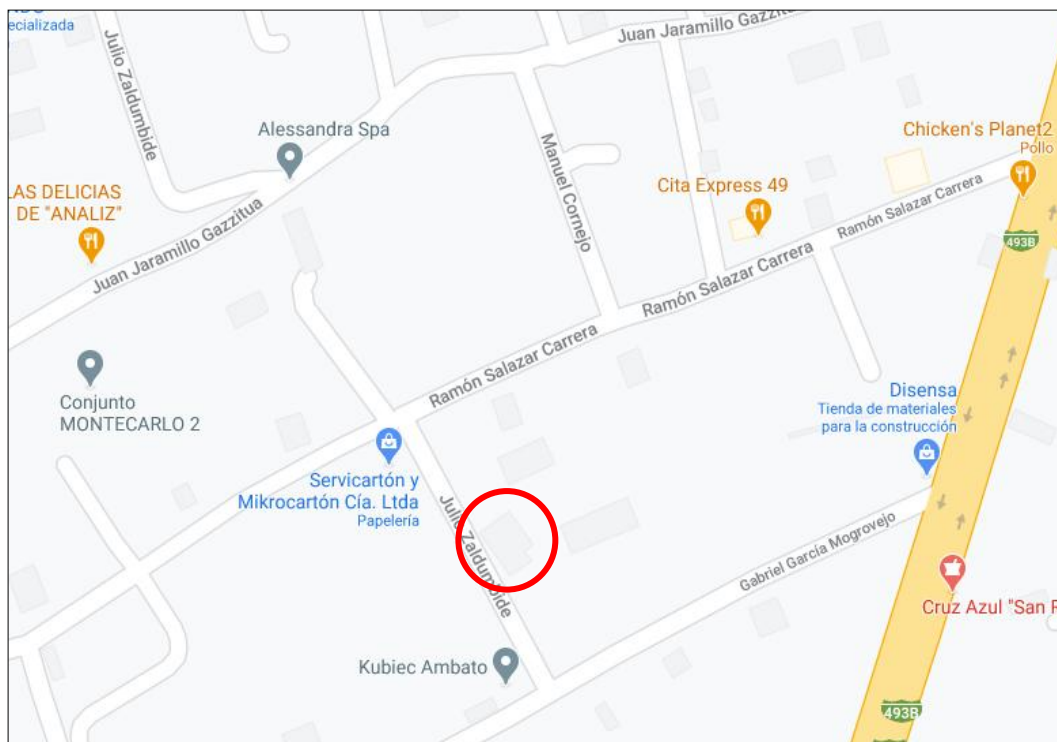 ecializada
Julio Zaldumbide
Juan Jaramillo Gazzitua
Alessandra Spa
Manuel Cornejo
Chicken's Planet2
Pollo
LAS DELICIAS
DE "ANALIZ"
Cita Express 49
Ramón Salazar Carrera
493B
Juan Jaramillo Gazzitua
Ramón Salazar Carrera
Ramón Salazar Carrera
Conjunto
MONTECARLO 2
Disensa
Tienda de materiales
para la construcción
Servicartón y
Mikrocartón Cía. Ltda
Papelería
Julio Zaldumbide
Gabriel García Mogrovejo
Cruz Azul "San
Kubiec Ambato
493B